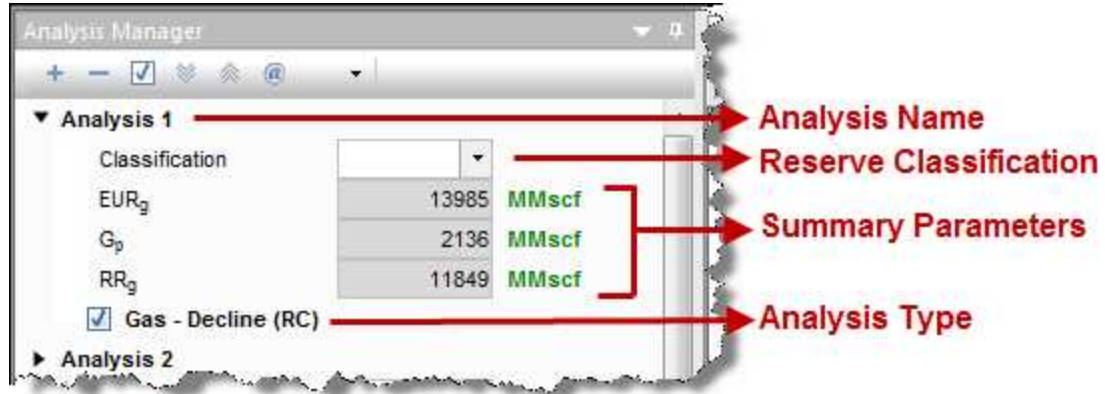 Analysis Manager
Analysis 1
Analysis Name
Classification
Reserve Classification
EURg 13985 MMscf
Gp 2136 MMscf
Summary Parameters
RRg 11849 MMscf
Gas - Decline (RC)
Analysis Type
Analysis 2